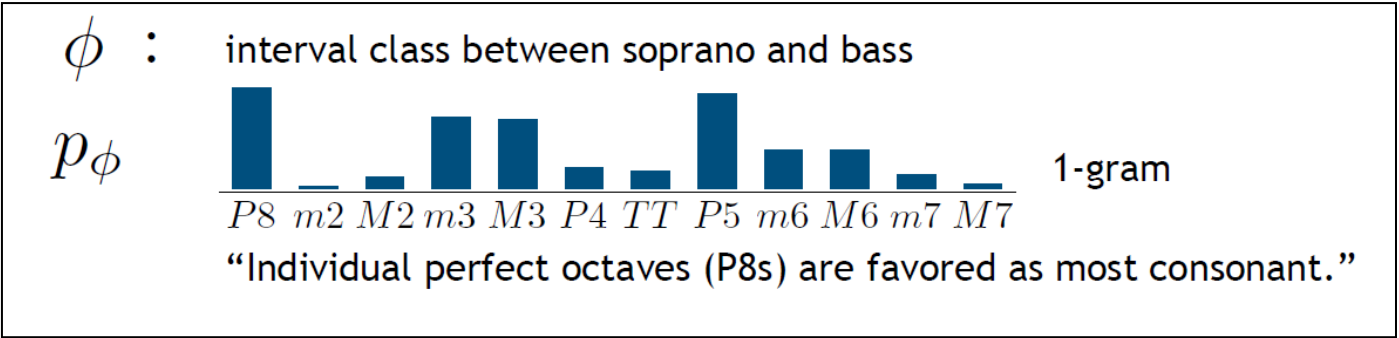 ϕ : interval class between soprano and bass
pϕ
1-gram
P8 m2 M2 m3 M3 P4 TT P5 m6 M6 m7 M7
“Individual perfect octaves (P8s) are favored as most consonant.”